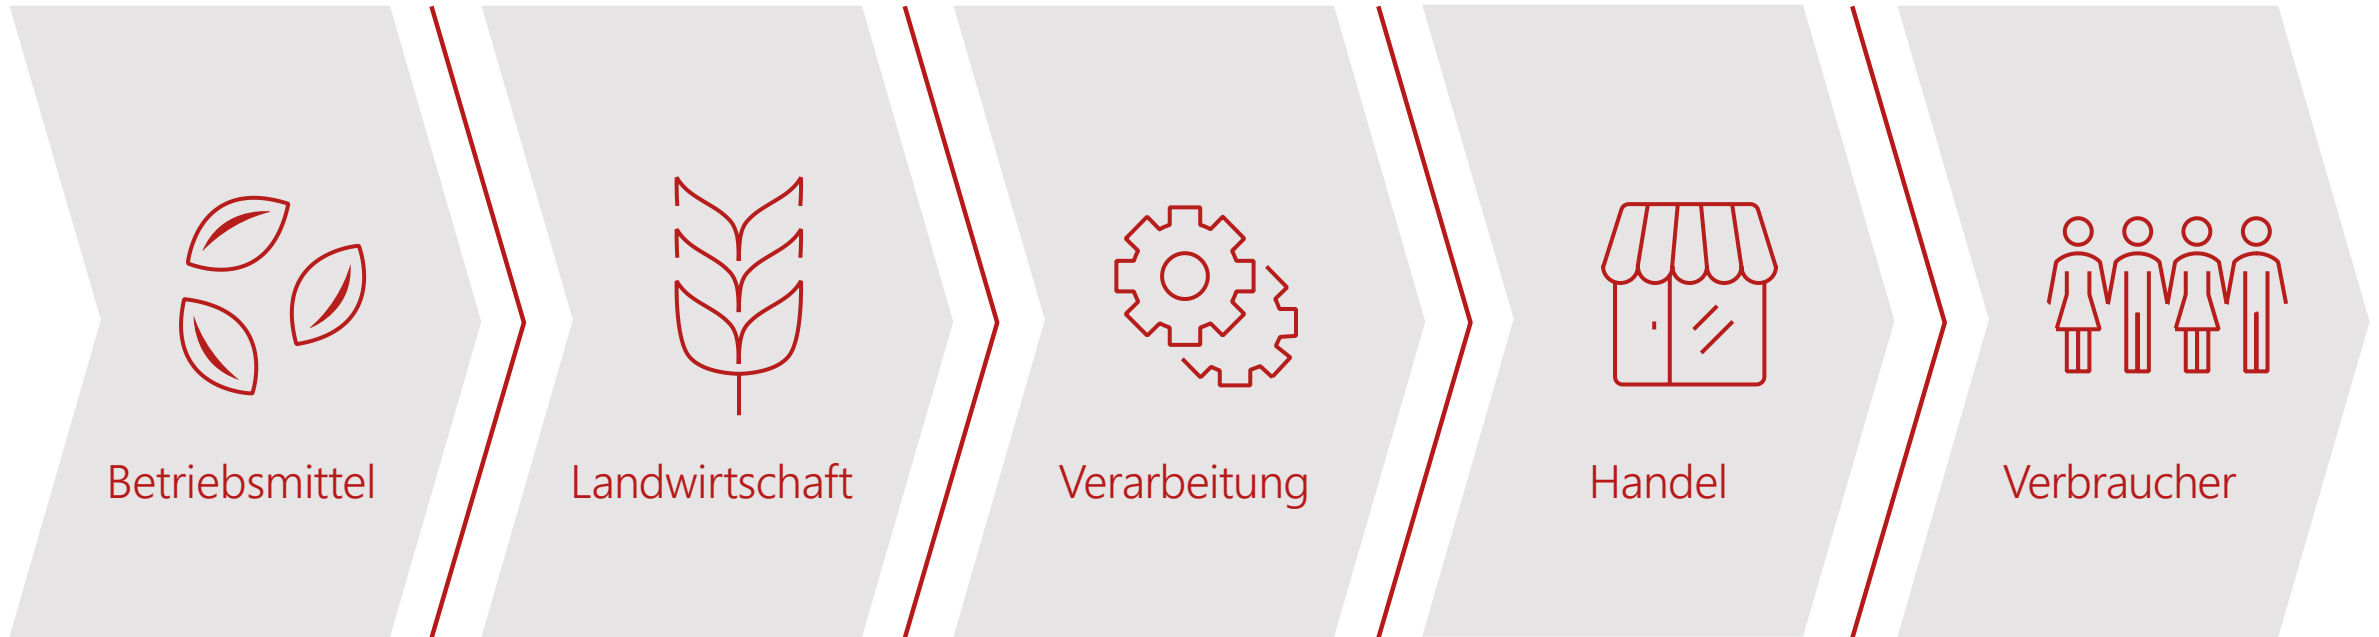 Betriebsmittel
Landwirtschaft
Verarbeitung
Handel
Verbraucher